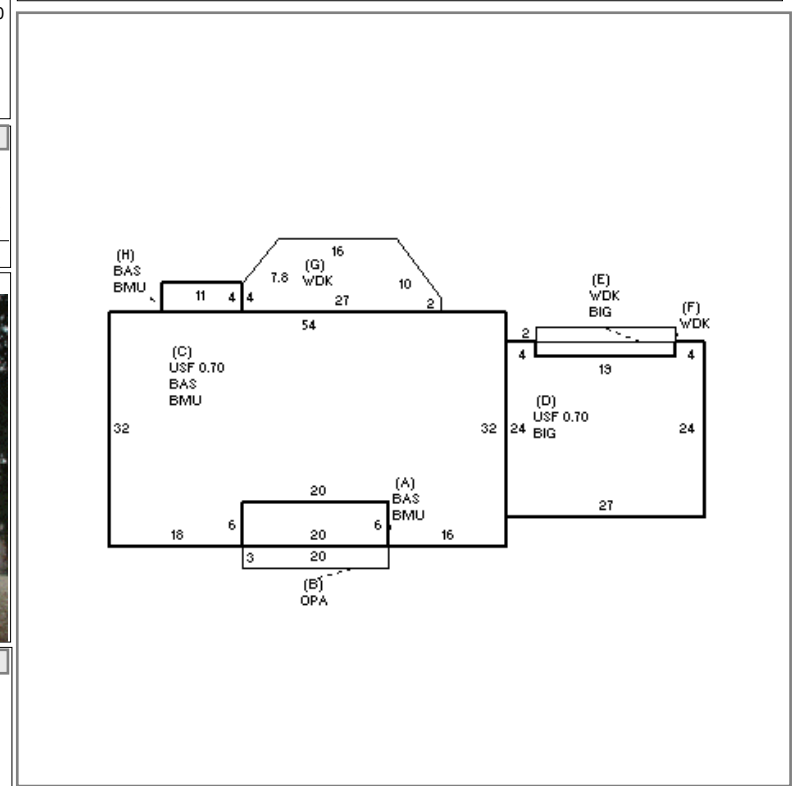 0
16
(H)
BAS
BMU
(G)
WDK
7.8
10
(E)
WDK
BIG
(F)
WDK
11
4
4
27
2
2
54
4
4
19
(C)
USF 0.70
BAS
BMU
(D)
USF 0.70
BIG
32
32
24
24
20
(A)
BAS
BMU
27
18
6
20
6
16
3
20
(B)
OPA